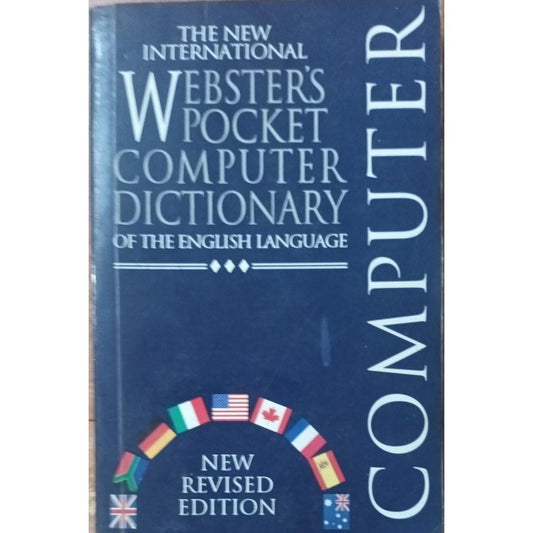 THE NEW
INTERNATIONAL
WEBSTER'S
POCKET
COMPUTER
DICTIONARY
OF THE ENGLISH LANGUAGE
NEW
REVISED
EDITION
COMPUTER